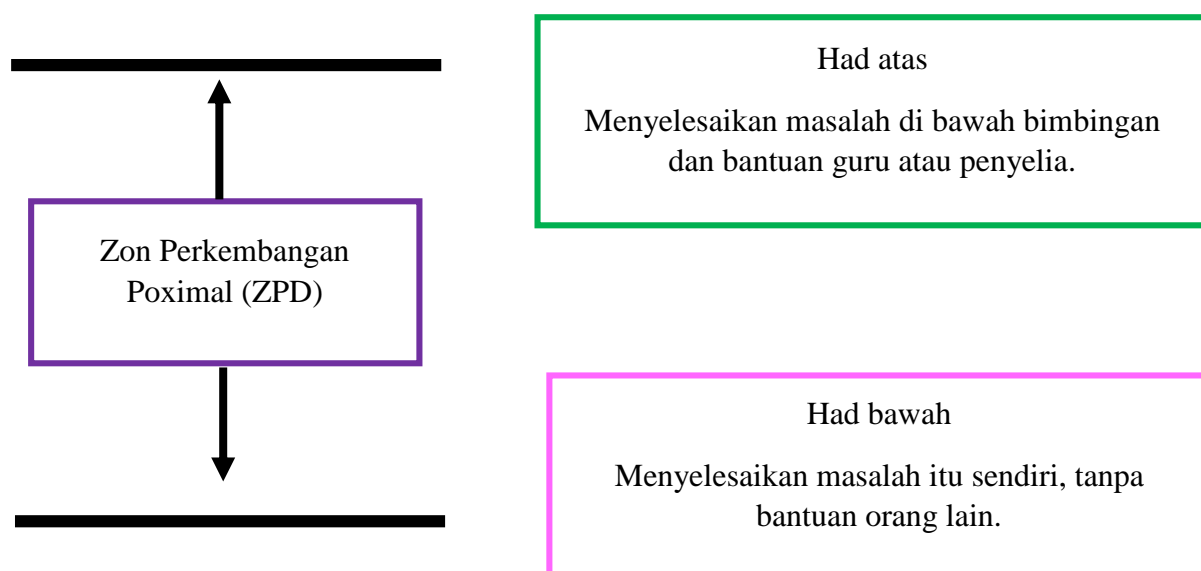 Had atas
Menyelesaikan masalah di bawah bimbingan
dan bantuan guru atau penyelia.
Zon Perkembangan
Poximal (ZPD)
Had bawah
Menyelesaikan masalah itu sendiri, tanpa
bantuan orang lain.